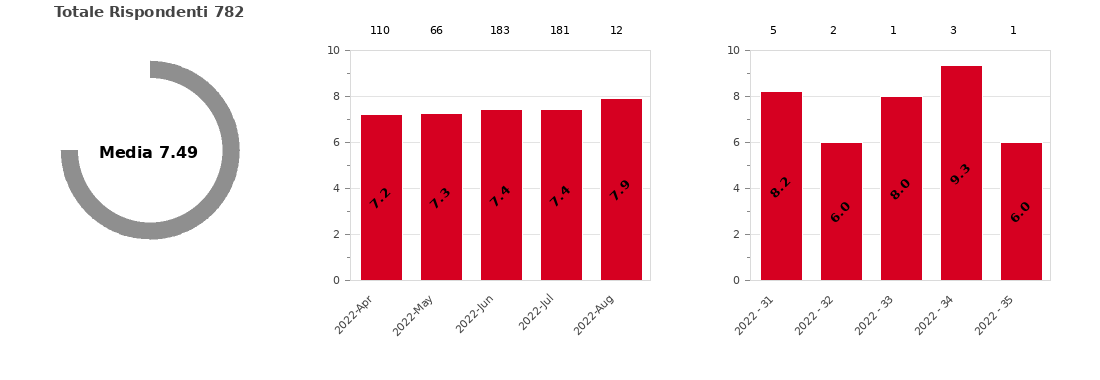 Totale Rispondenti 782
Media 7.49
110 66 183 181 12
10
8
6
4
2
0
7.2 7.3 7.4 7.4 7.9
2022-Apr 2022-May 2022-Jun 2022-Jul 2022-Aug
5 2 1 3 1
10
8
6
4
2
0
8.2 6.0 8.0 9.3 6.0
2022 - 31 2022 - 32 2022 - 33 2022 - 34 2022 - 35